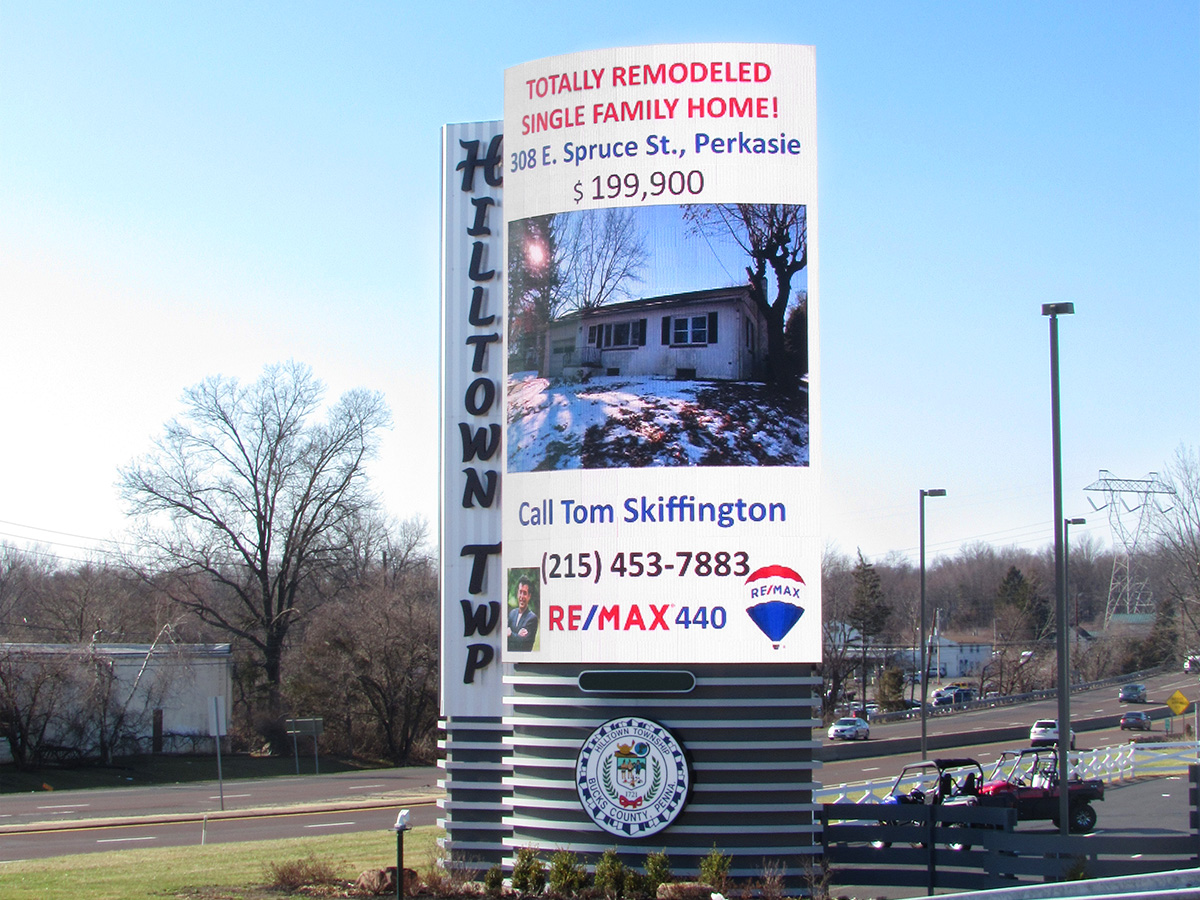 TOTALLY REMODELED
SINGLE FAMILY HOME!
308 E. Spruce St., Perkasie
$ 199,900
HILLTOWN TWP
Call Tom Skiffington
(215) 453-7883
RE/MAX 440
RE/MAX
HILLTOWN TOWNSHIP
1721
BUCKS COUNTY, PENNA